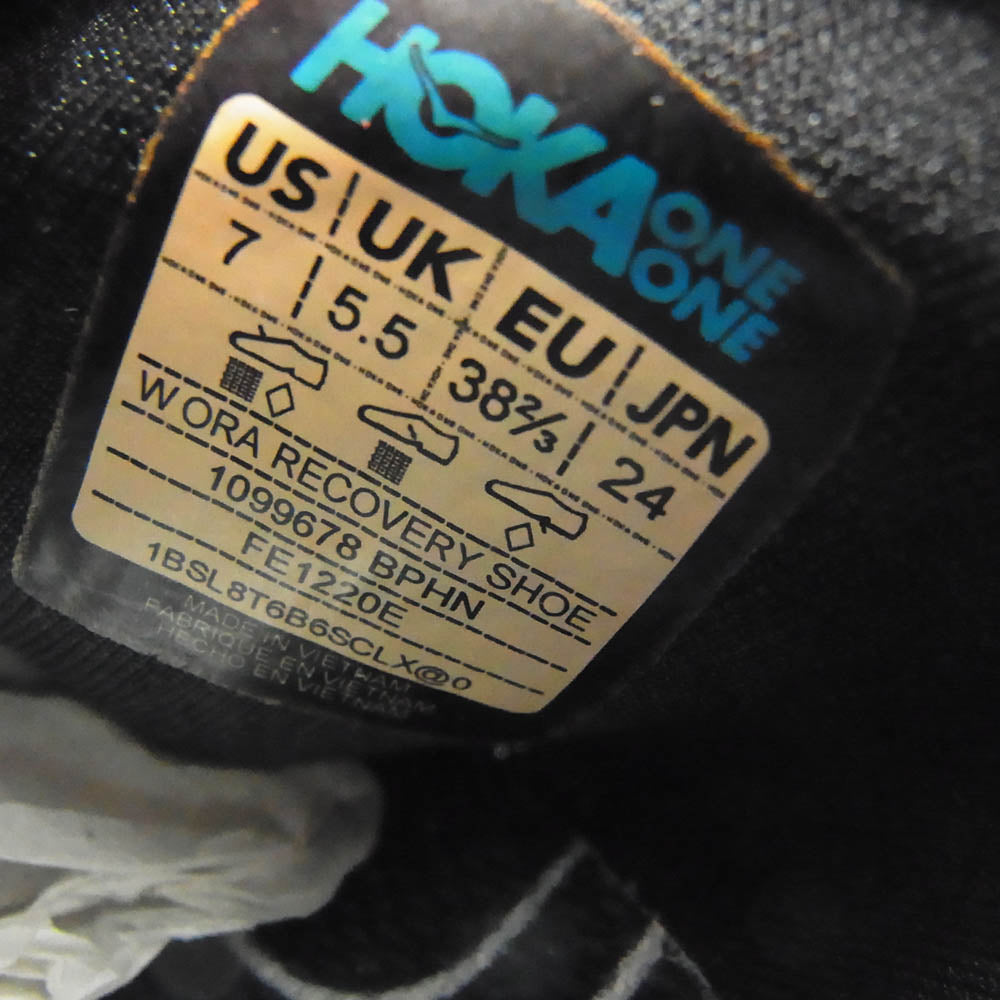 HOKA ONE ONE
US UK EU JPN
7 5.5 38⅔ 24
W ORA RECOVERY SHOE
1099678 BPHN
FE1220E
1BSL8T6B6SCLX@0
MADE IN VIETNAM
FABRIQUE EN VIETNAM
HECHO EN VIETNAM